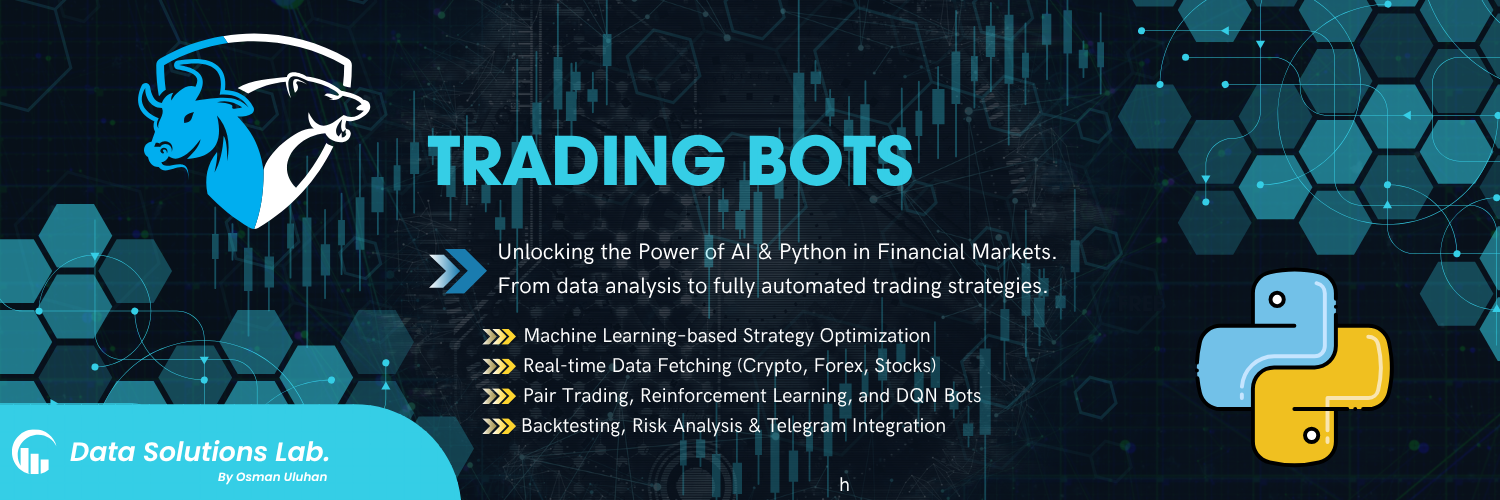 TRADING BOTS
Unlocking the Power of AI & Python in Financial Markets.
From data analysis to fully automated trading strategies.
Machine Learning-based Strategy Optimization
Real-time Data Fetching (Crypto, Forex, Stocks)
Pair Trading, Reinforcement Learning, and DQN Bots
Backtesting, Risk Analysis & Telegram Integration
Data Solutions Lab.
By Osman Uluhan
h